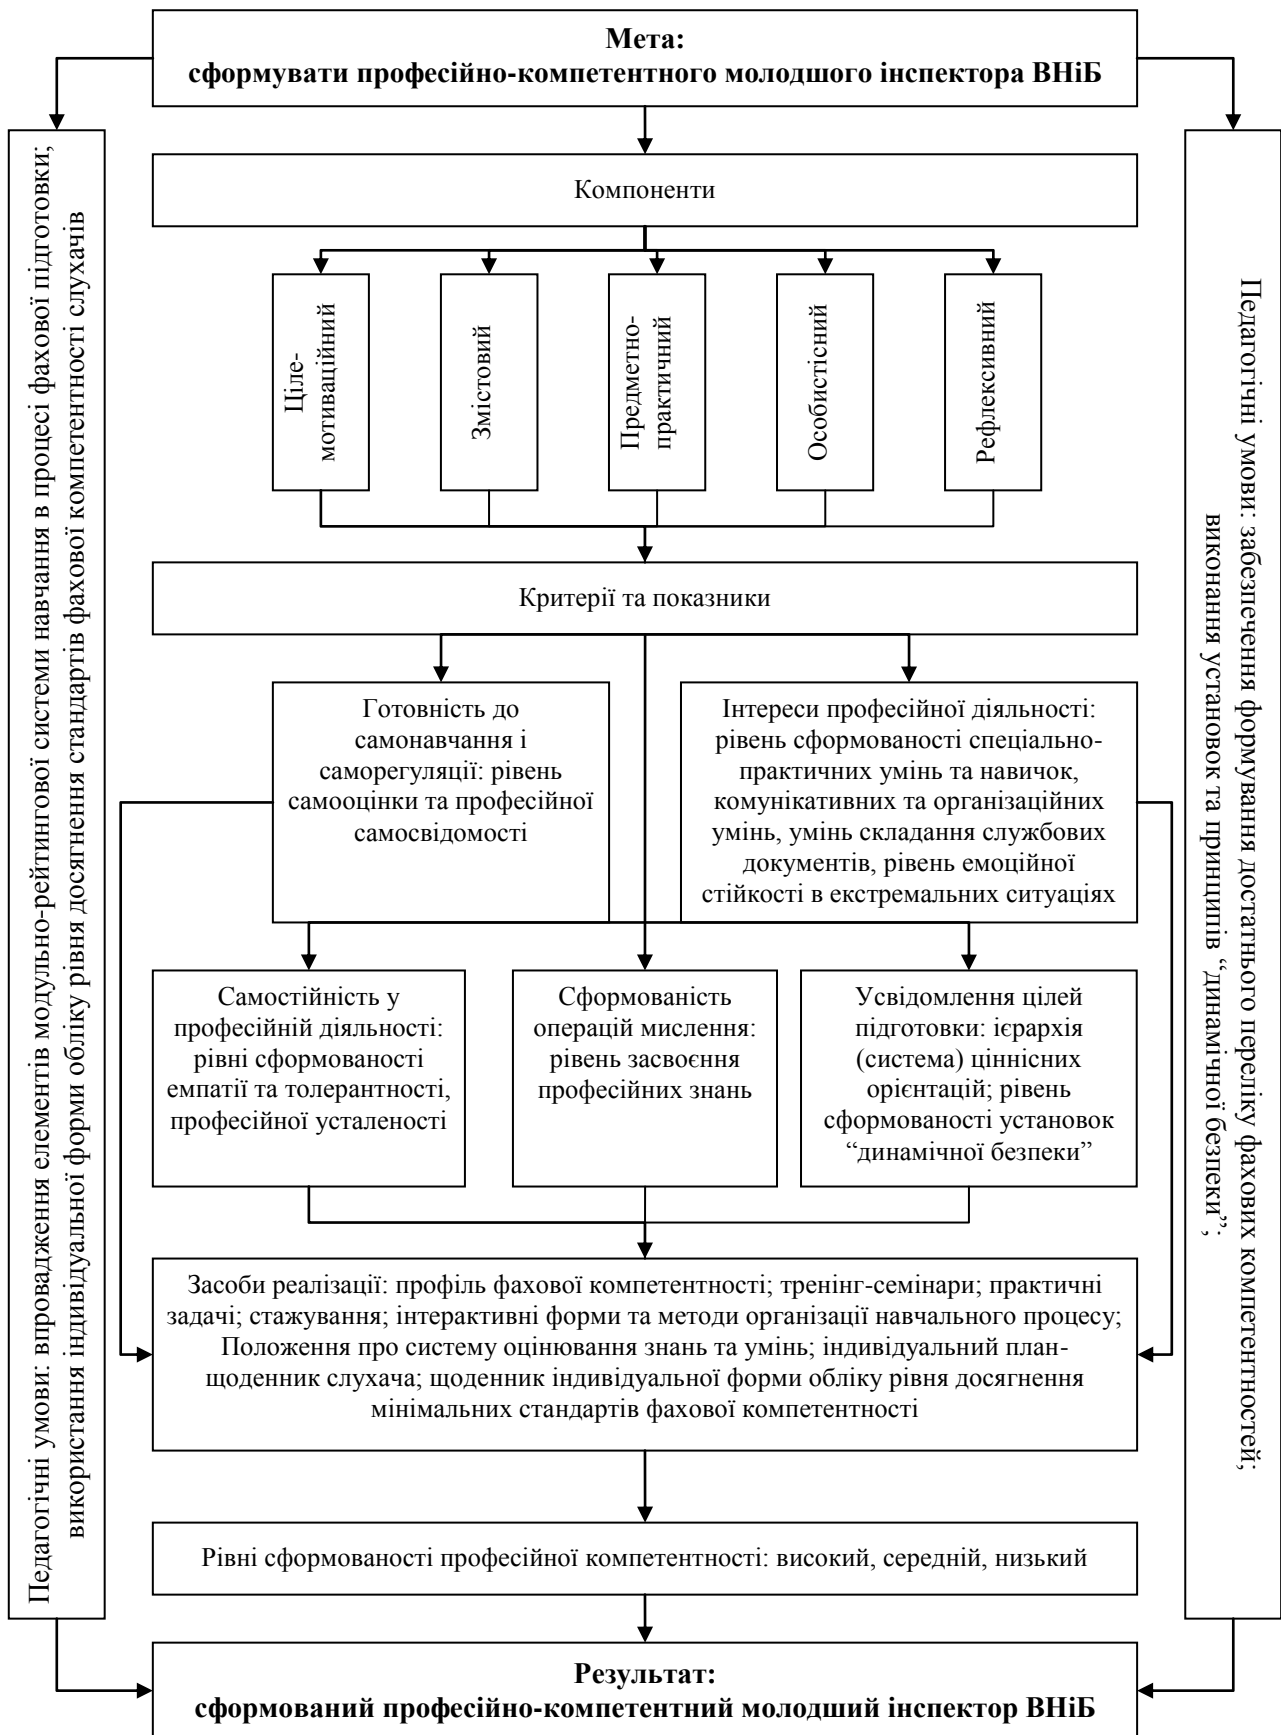 Мета:
сформувати професійно-компетентного молодшого інспектора ВНіБ
Педагогічні умови: впровадження елементів модульно-рейтингової системи навчання в процесі фахової підготовки;
використання індивідуальної форми обліку рівня досягнення стандартів фахової компетентності слухачів
Педагогічні умови: забезпечення формування достатнього переліку фахових компетентностей;
виконання установок та принципів “динамічної безпеки”;
Компоненти
Ціле-
мотиваційний
Змістовий
Предметно-
практичний
Особистісний
Рефлексивний
Критерії та показники
Готовність до
самонавчання і
саморегуляції: рівень
самооцінки та професійної
самосвідомості
Інтереси професійної діяльності:
рівень сформованості спеціально-
практичних умінь та навичок,
комунікативних та організаційних
умінь, умінь складання службових
документів, рівень емоційної
стійкості в екстремальних ситуаціях
Самостійність у
професійній діяльності:
рівні сформованості
емпатії та толерантності,
професійної усталеності
Сформованість
операцій мислення:
рівень засвоєння
професійних знань
Усвідомлення цілей
підготовки: ієрархія
(система) ціннісних
орієнтацій; рівень
сформованості установок
“динамічної безпеки”
Засоби реалізації: профіль фахової компетентності; тренінг-семінари; практичні
задачі; стажування; інтерактивні форми та методи організації навчального процесу;
Положення про систему оцінювання знань та умінь; індивідуальний план-
щоденник слухача; щоденник індивідуальної форми обліку рівня досягнення
мінімальних стандартів фахової компетентності
Рівні сформованості професійної компетентності: високий, середній, низький
Результат:
сформований професійно-компетентний молодший інспектор ВНіБ